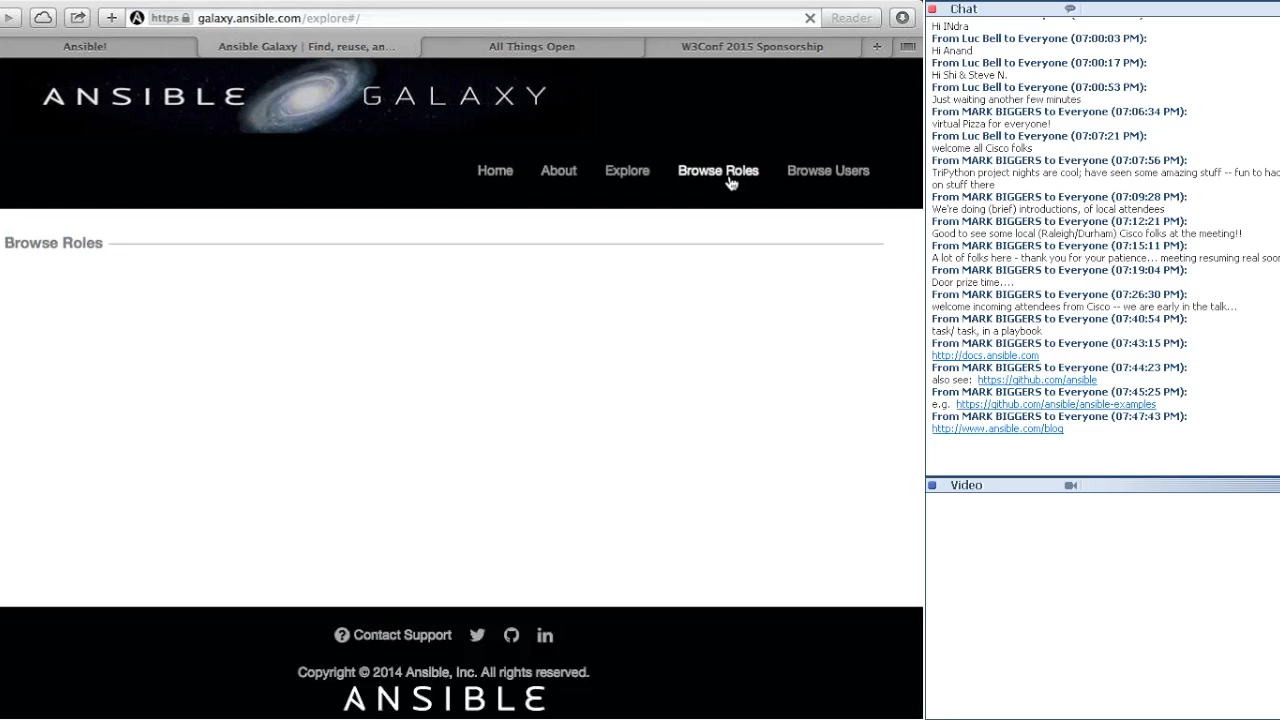 https galaxy.ansible.com/explore#/
Reader
Ansible!
Ansible Galaxy | Find, reuse, an...
All Things Open
W3Conf 2015 Sponsorship
ANSIBLE GALAXY
Home About Explore Browse Roles Browse Users
Browse Roles
Contact Support
Copyright © 2014 Ansible, Inc. All rights reserved.
ANSIBLE
Chat
Hi INdra
From Luc Bell to Everyone (07:00:03 PM):
Hi Anand
From Luc Bell to Everyone (07:00:17 PM):
Hi Shi & Steve N.
From Luc Bell to Everyone (07:00:53 PM):
Just waiting another few minutes
From MARK BIGGERS to Everyone (07:06:34 PM):
virtual Pizza for everyone!
From Luc Bell to Everyone (07:07:21 PM):
welcome all Cisco folks
From MARK BIGGERS to Everyone (07:07:56 PM):
TriPython project nights are cool; have seen some amazing stuff -- fun to hac
on stuff there
From MARK BIGGERS to Everyone (07:09:28 PM):
We're doing (brief) introductions, of local attendees
From MARK BIGGERS to Everyone (07:12:21 PM):
Good to see some local (Raleigh/Durham) Cisco folks at the meeting!!
From MARK BIGGERS to Everyone (07:15:11 PM):
A lot of folks here - thank you for your patience... meeting resuming real soon
From MARK BIGGERS to Everyone (07:19:04 PM):
Door prize time....
From MARK BIGGERS to Everyone (07:26:30 PM):
welcome incoming attendees from Cisco -- we are early in the talk...
From MARK BIGGERS to Everyone (07:40:54 PM):
task/ task, in a playbook
From MARK BIGGERS to Everyone (07:43:15 PM):
http://docs.ansible.com
From MARK BIGGERS to Everyone (07:44:23 PM):
also see: https://github.com/ansible
From MARK BIGGERS to Everyone (07:45:25 PM):
e.g. https://github.com/ansible/ansible-examples
From MARK BIGGERS to Everyone (07:47:43 PM):
http://www.ansible.com/blog
Video